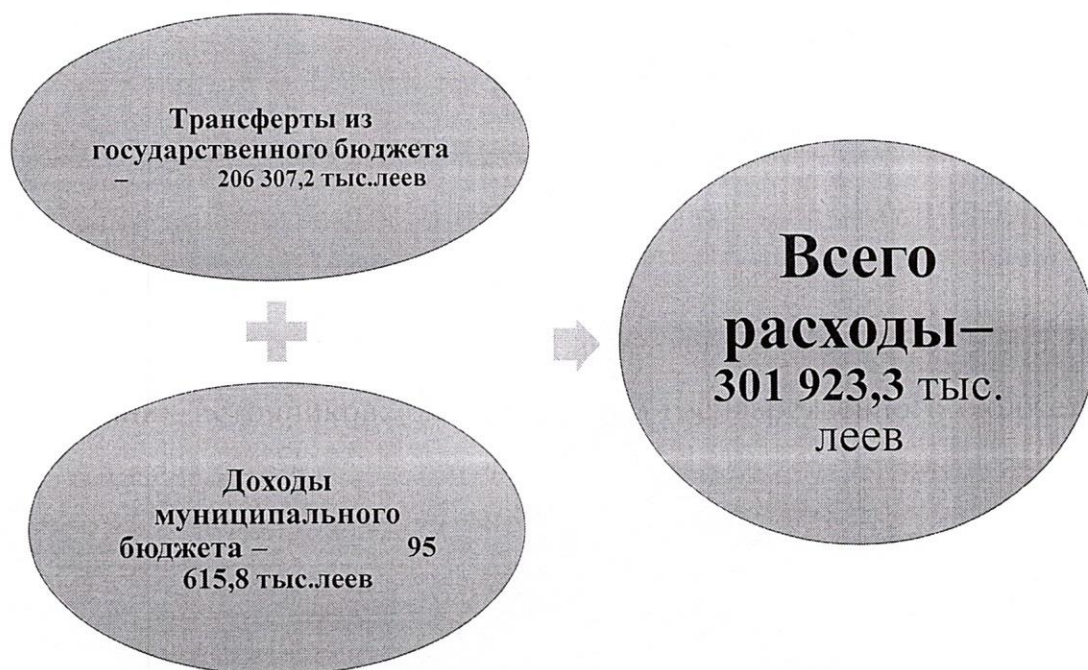 Трансферты из
государственного бюджета
– 206 307,2 тыс.леев
Доходы
муниципального
бюджета – 95
615,8 тыс.леев
Всего
расходы–
301 923,3 тыс.
леев